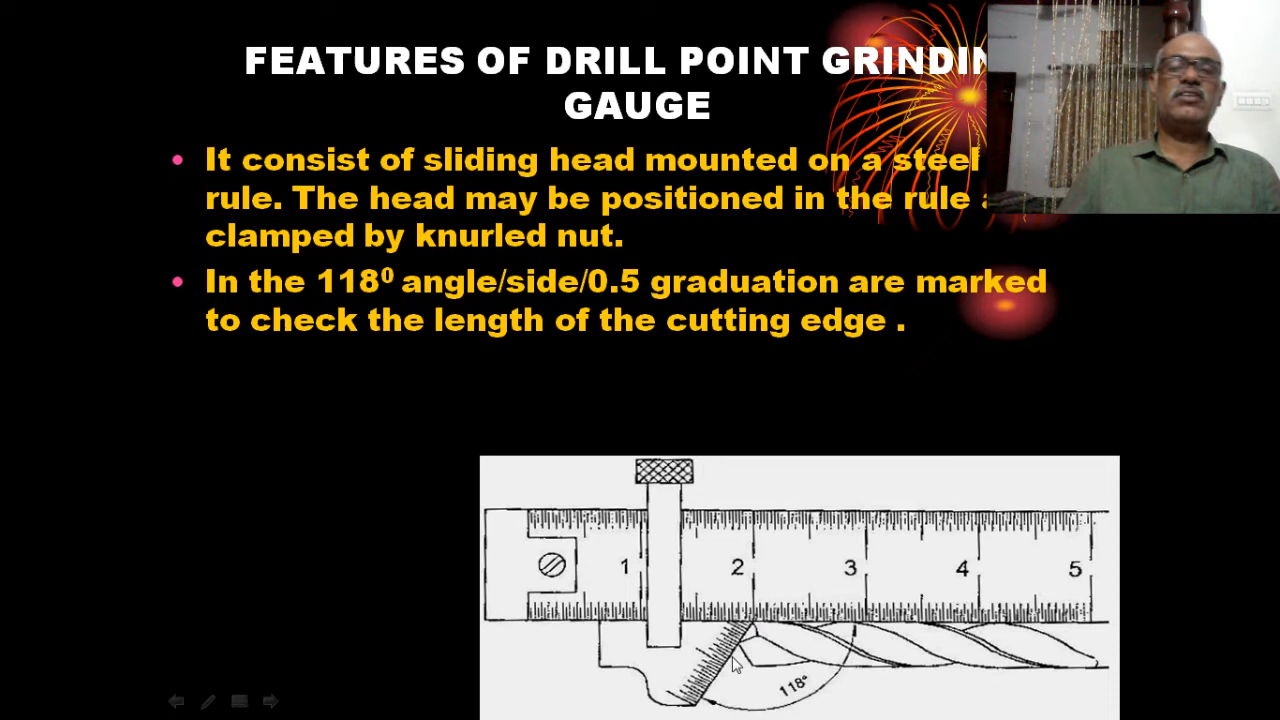 FEATURES OF DRILL POINT GRINDIN
GAUGE
• It consist of sliding head mounted on a steel
rule. The head may be positioned in the rule
clamped by knurled nut.
• In the 118⁰ angle/side/0.5 graduation are marked
to check the length of the cutting edge .
1 2 3 4 5
118°